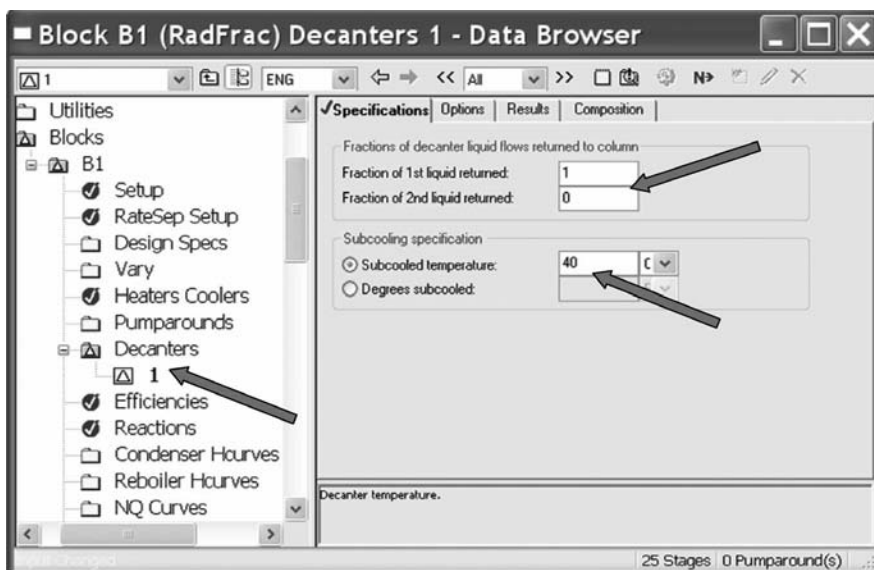 Block B1 (RadFrac) Decanters 1 - Data Browser
1 ENG << All >> N
Utilities
Blocks
B1
Setup
RateSep Setup
Design Specs
Vary
Heaters Coolers
Pumparounds
Decanters
1
Efficiencies
Reactions
Condenser Hcurves
Reboiler Hcurves
NQ Curves
Specifications Options Results Composition
Fractions of decanter liquid flows returned to column
Fraction of 1st liquid returned: 1
Fraction of 2nd liquid returned: 0
Subcooling specification
Subcooled temperature: 40
Degrees subcooled:
Decanter temperature.
Input Changed
25 Stages 0 Pumparound(s)